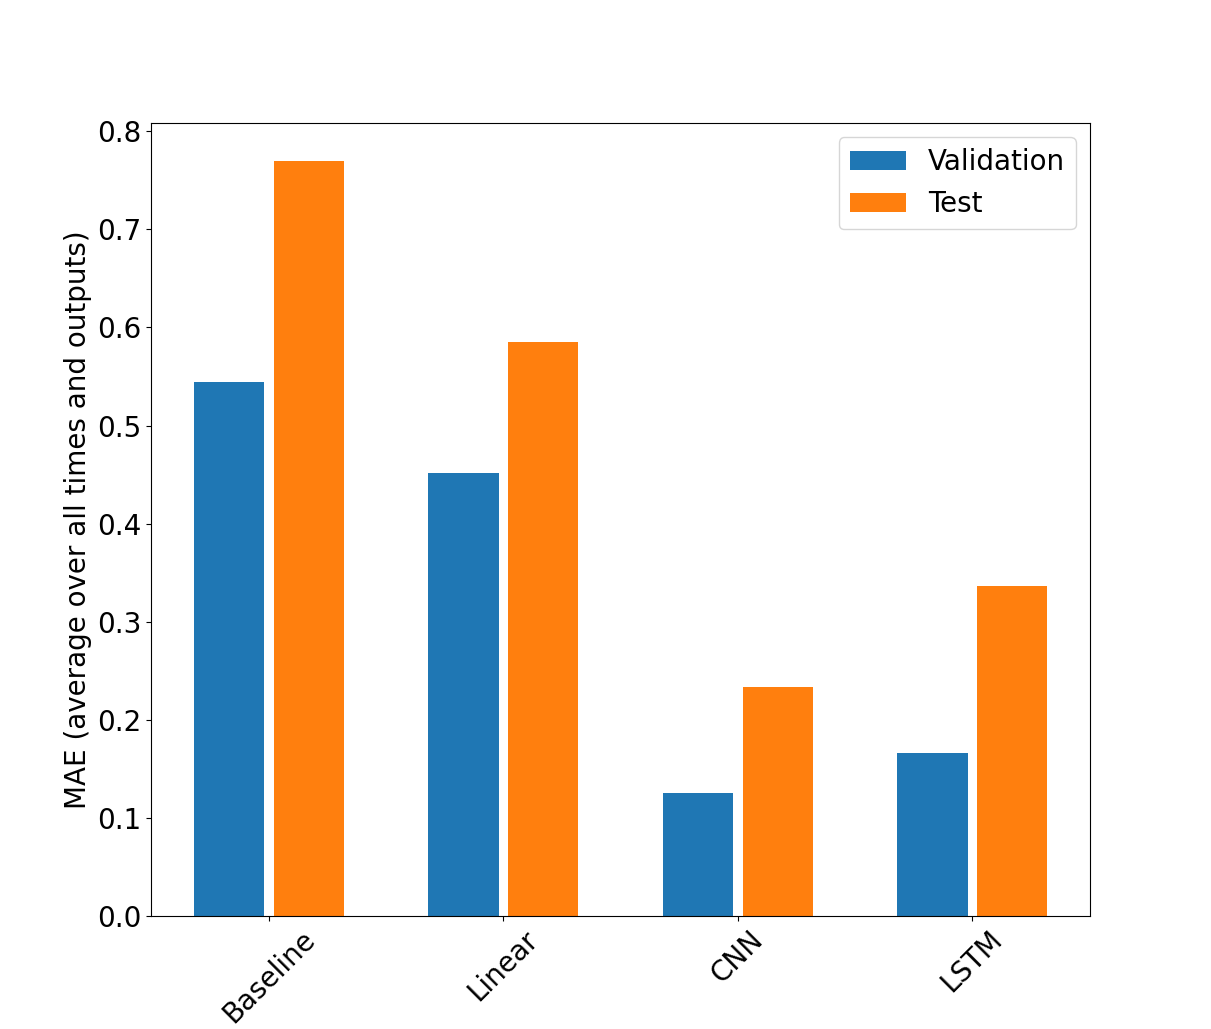 MAE (average over all times and outputs)
0.8
0.7
0.6
0.5
0.4
0.3
0.2
0.1
0.0
Validation
Test
Baseline
Linear
CNN
LSTM